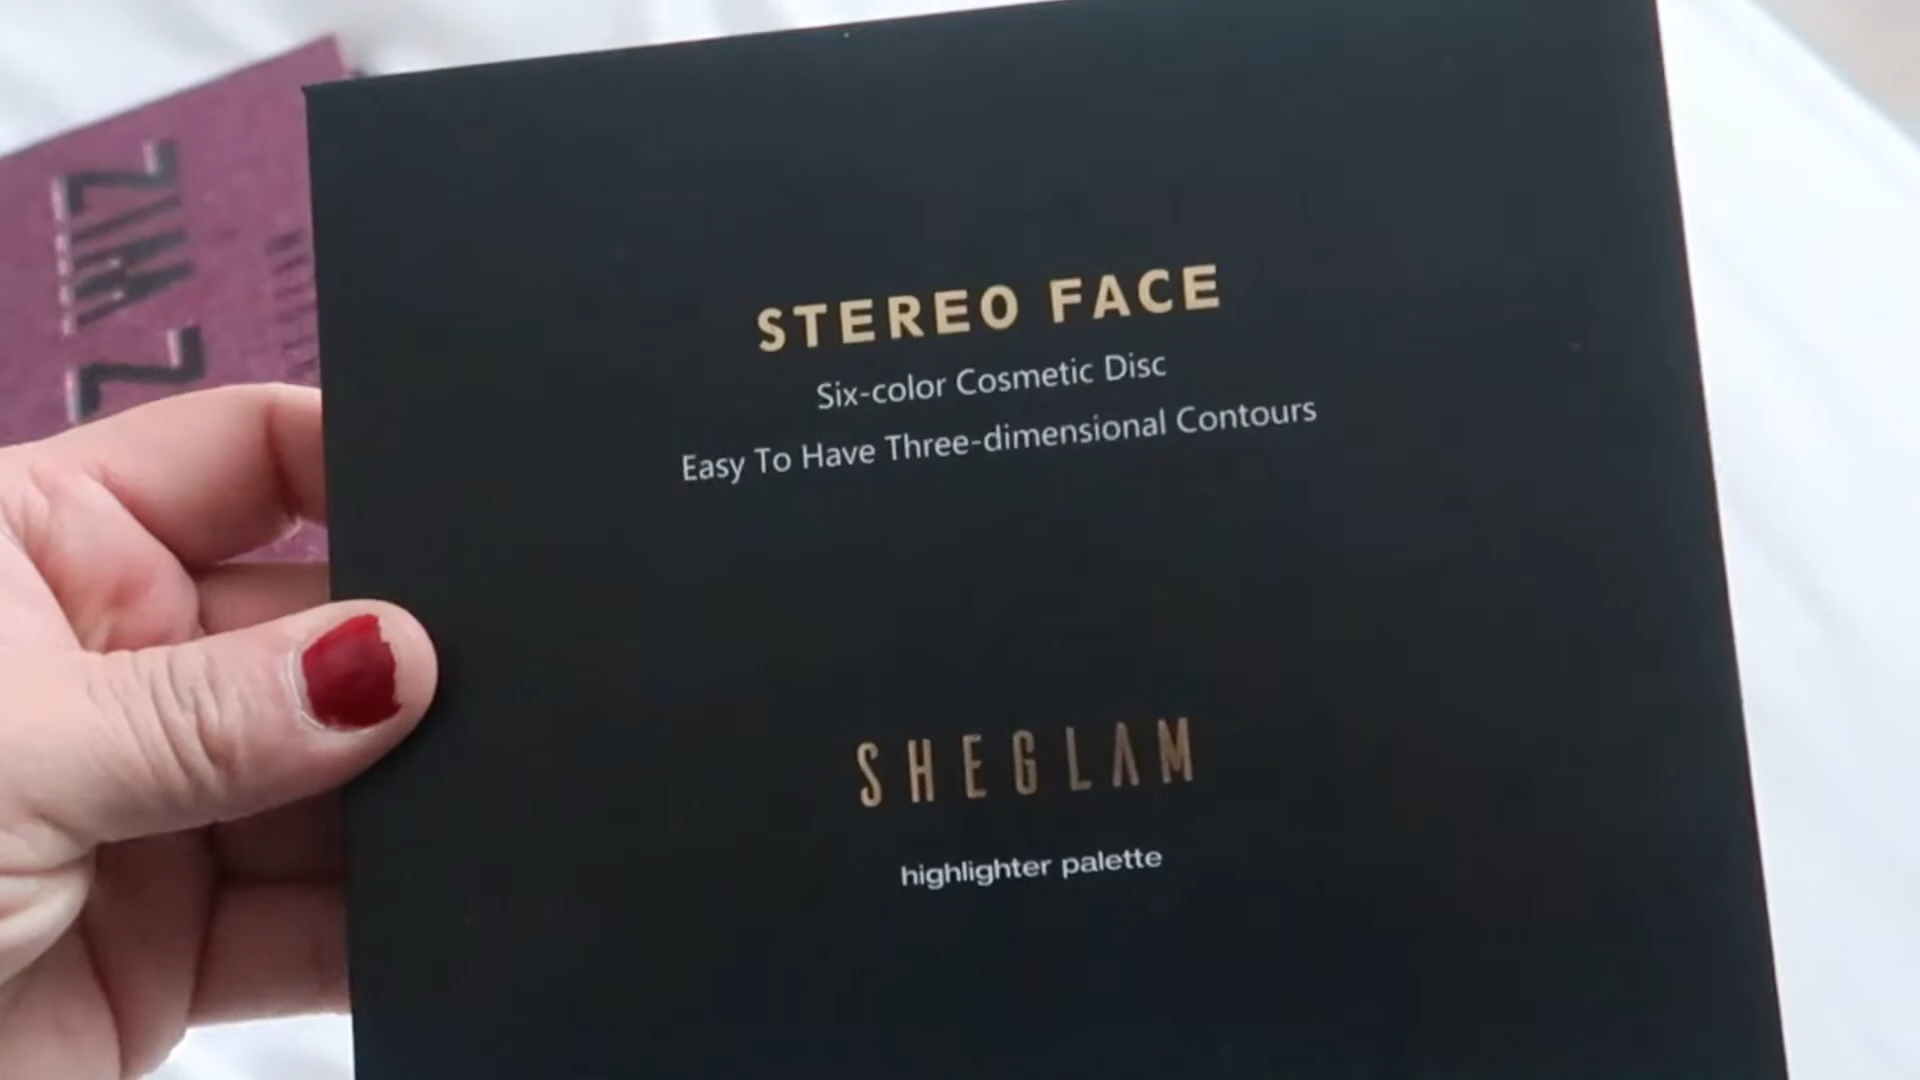 STEREO FACE
Six-color Cosmetic Disc
Easy To Have Three-dimensional Contours
SHEGLAM
highlighter palette